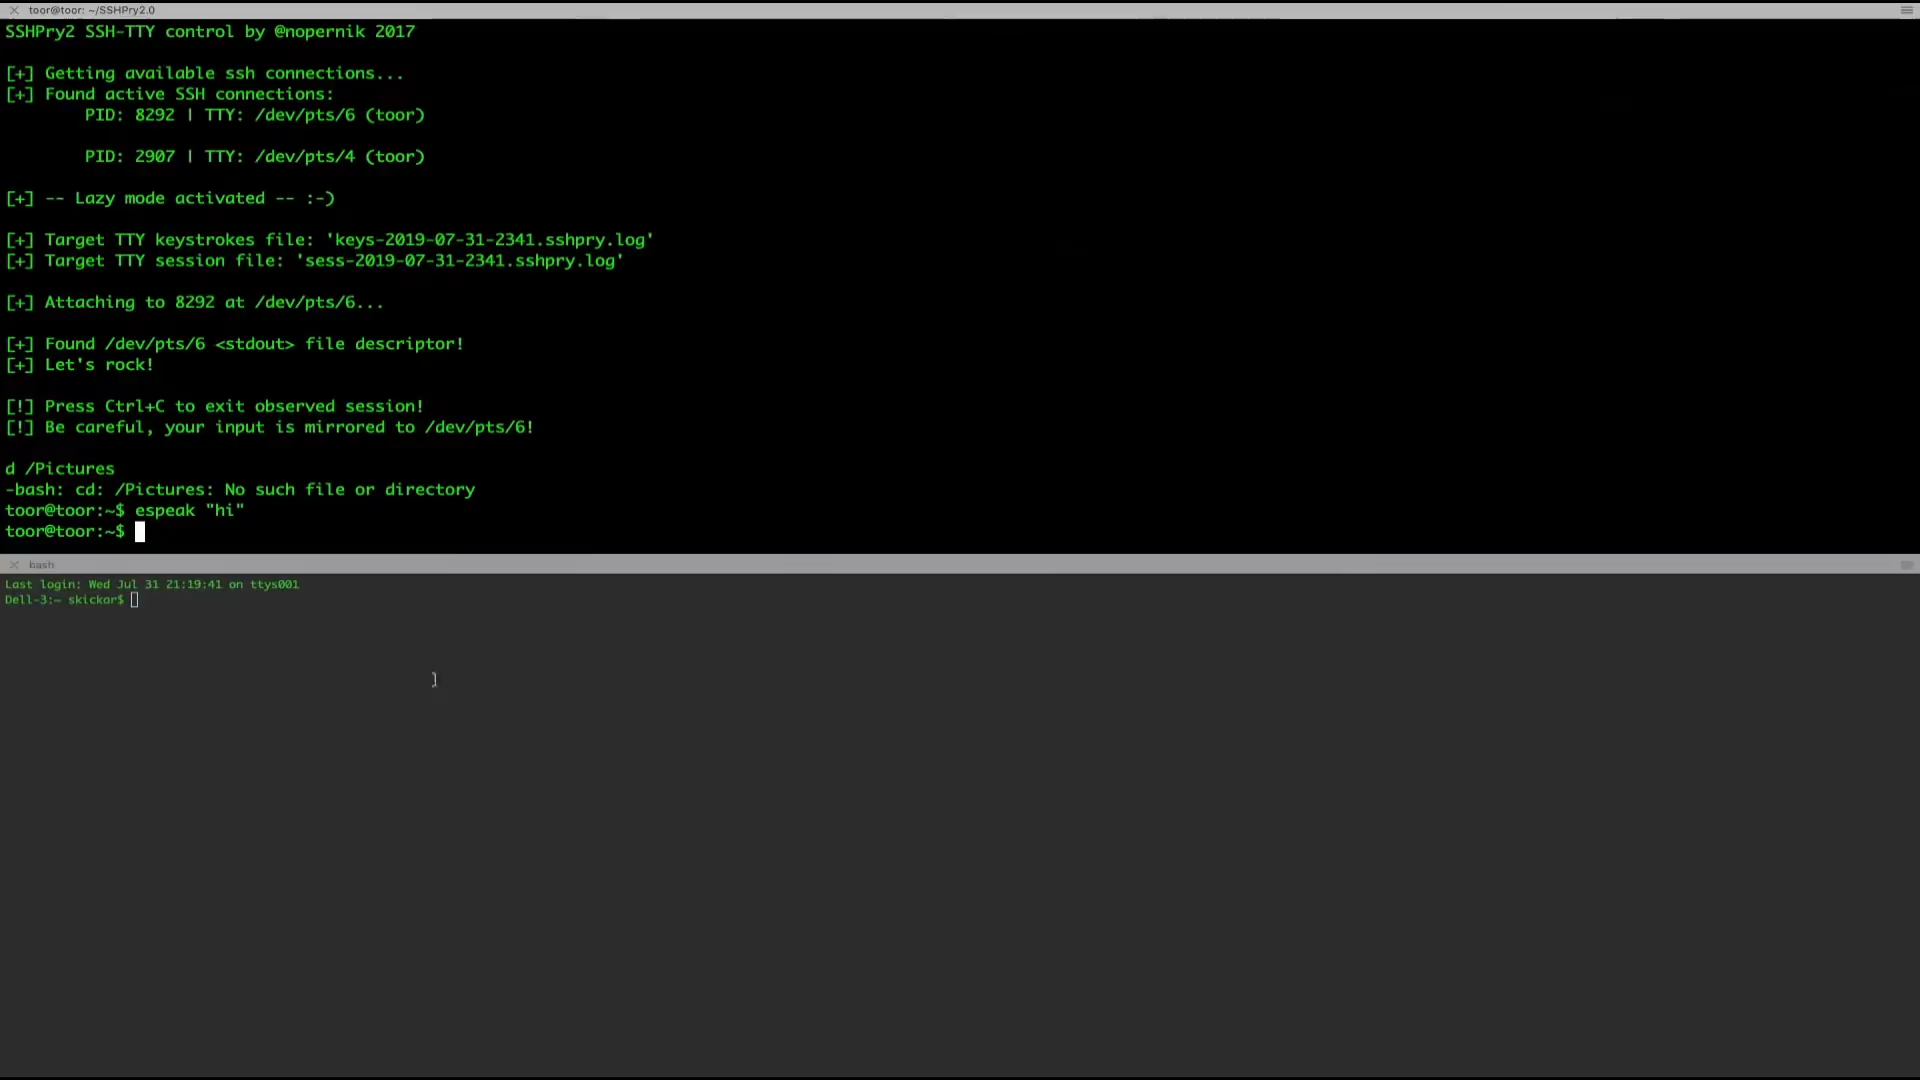 toor@toor: ~/SSHPry2.0
SSHPry2 SSH-TTY control by @nopernik 2017
[+] Getting available ssh connections...
[+] Found active SSH connections:
PID: 8292 | TTY: /dev/pts/6 (toor)
PID: 2907 | TTY: /dev/pts/4 (toor)
[+] -- Lazy mode activated -- :-)
[+] Target TTY keystrokes file: 'keys-2019-07-31-2341.sshpry.log'
[+] Target TTY session file: 'sess-2019-07-31-2341.sshpry.log'
[+] Attaching to 8292 at /dev/pts/6...
[+] Found /dev/pts/6 <stdout> file descriptor!
[+] Let's rock!
[!] Press Ctrl+C to exit observed session!
[!] Be careful, your input is mirrored to /dev/pts/6!
d /Pictures
-bash: cd: /Pictures: No such file or directory
toor@toor:~$ espeak "hi"
toor@toor:~$
bash
Last login: Wed Jul 31 21:19:41 on ttys001
Dell-3:~ skickar$